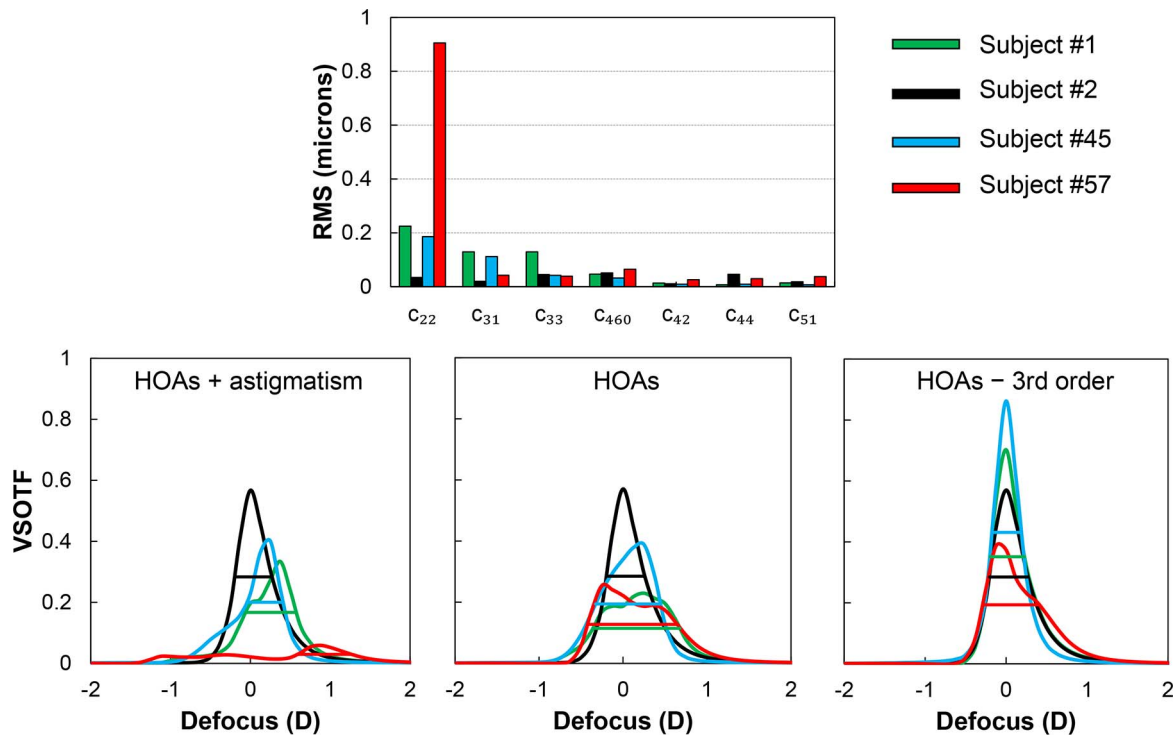 1
0.8
0.6
0.4
0.2
0
RMS (microns)
c₂₂ c₃₁ c₃₃ c₄₆₀ c₄₂ c₄₄ c₅₁
Subject #1
Subject #2
Subject #45
Subject #57
HOAs + astigmatism
HOAs
HOAs − 3rd order
1
0.8
0.6
0.4
0.2
0
VSOTF
-2 -1 0 1 2
-2 -1 0 1 2
-2 -1 0 1 2
Defocus (D)
Defocus (D)
Defocus (D)